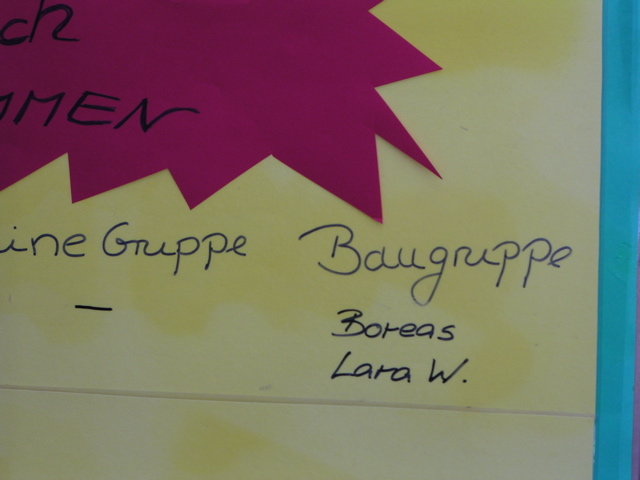 ch
MMEN
ine Gruppe
Baugruppe
—
Boreas
Lara W.